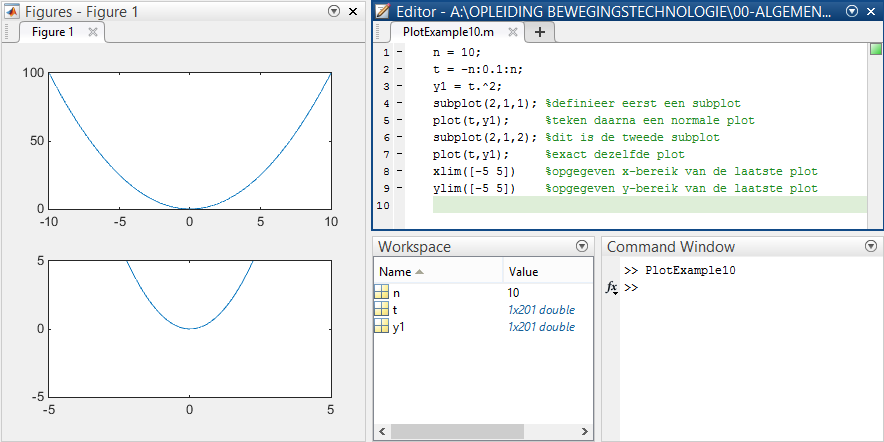 Figures - Figure 1
Figure 1
100
50
0
-10
-5
0
5
10
5
0
-5
-5
0
5
Editor - A:\OPLEIDING BEWEGINGSTECHNOLOGIE\00-ALGEMEN...
PlotExample10.m
1 - n = 10;
2 - t = -n:0.1:n;
3 - y1 = t.^2;
4 - subplot(2,1,1); %definieer eerst een subplot
5 - plot(t,y1); %teken daarna een normale plot
6 - subplot(2,1,2); %dit is de tweede subplot
7 - plot(t,y1); %exact dezelfde plot
8 - xlim([-5 5]) %opgegeven x-bereik van de laatste plot
9 - ylim([-5 5]) %opgegeven y-bereik van de laatste plot
10
Workspace
Name Value
n 10
t 1x201 double
y1 1x201 double
Command Window
>> PlotExample10
fx >>